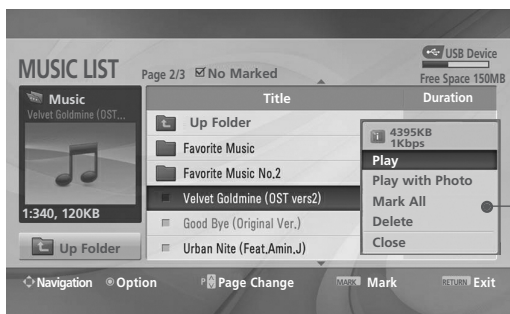 USB Device
MUSIC LIST
Page 2/3 No Marked
Free Space 150MB
Music
Velvet Goldmine (OST...
1:340, 120KB
Up Folder
Title
Duration
Up Folder
Favorite Music
Favorite Music No.2
Velvet Goldmine (OST vers2)
Good Bye (Original Ver.)
Urban Nite (Feat.Amin.J)
4395KB
1Kbps
Play
Play with Photo
Mark All
Delete
Close
Navigation
Option
P Page Change
MARK Mark
RETURN Exit